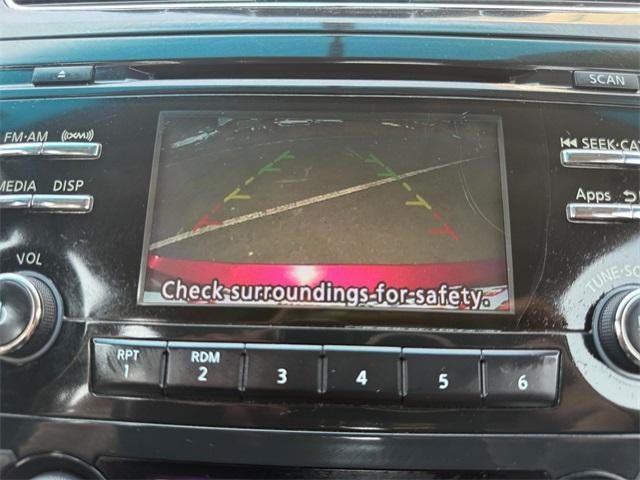 SCAN
FM·AM ((XM))
SEEK·CAT
MEDIA DISP
Apps
VOL
TUNE·S
Check surroundings for safety.
RPT RDM
1 2 3 4 5 6